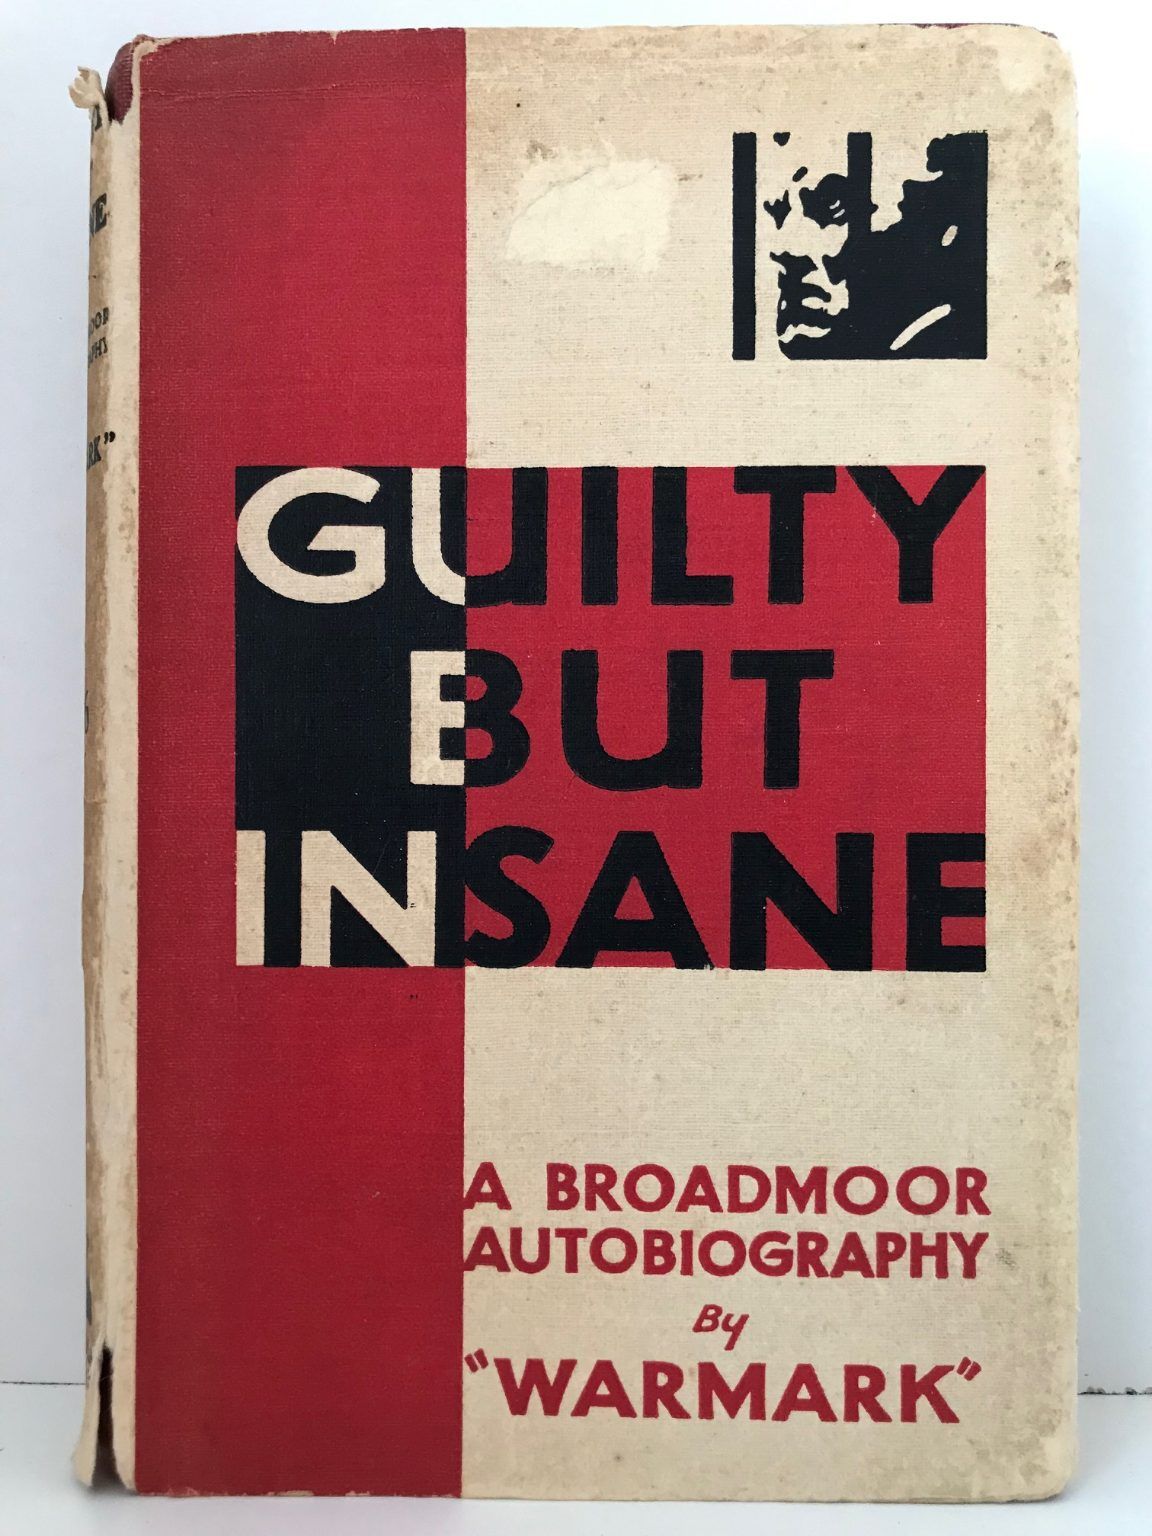 GUILTY
BUT
INSANE
A BROADMOOR
AUTOBIOGRAPHY
By
"WARMARK"